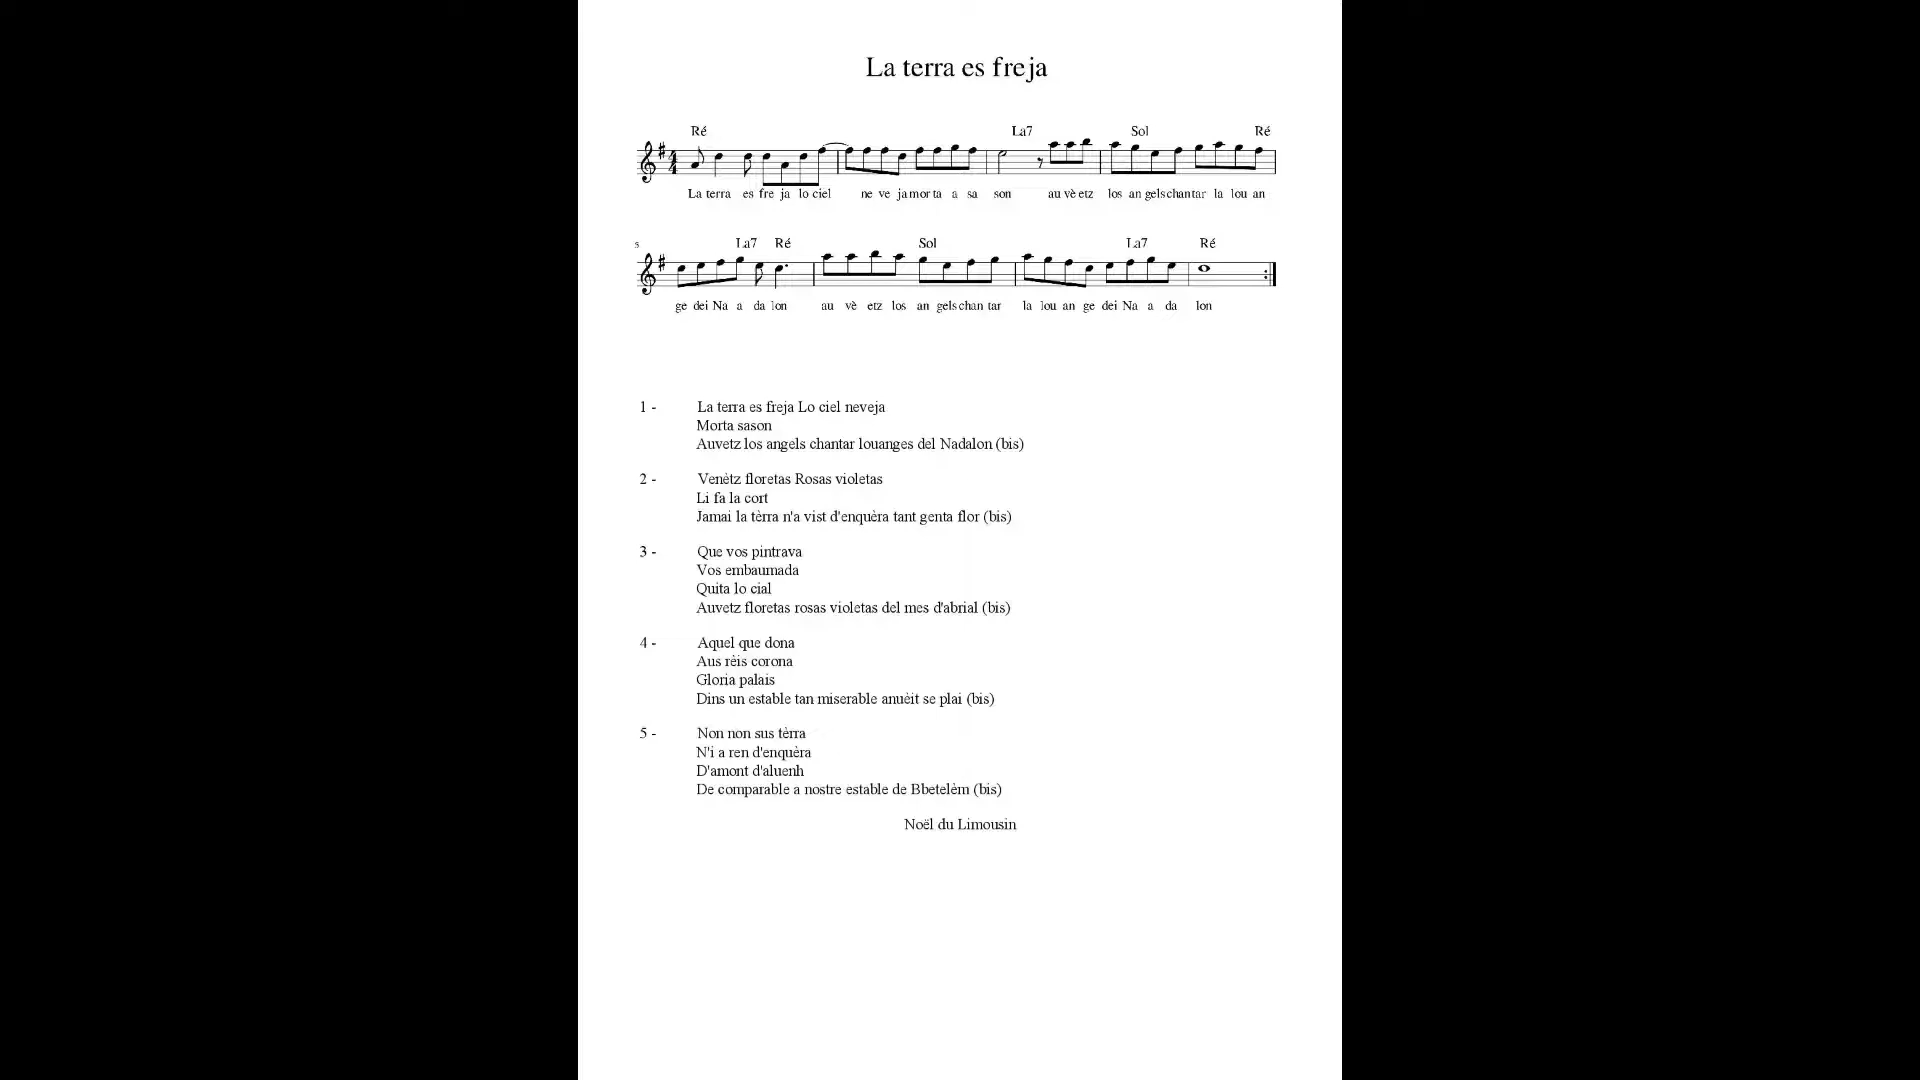 La terra es freja
Ré La7 Sol Ré
La terra es fre ja lo ciel ne ve ja mor ta a sa son au vè etz los an gels chan tar la lou an
5 La7 Ré Sol La7 Ré
ge dei Na a da lon au vè etz los an gels chan tar la lou an ge dei Na a da lon
1 - La terra es freja Lo ciel neveja
Morta sason
Auvetz los angels chantar louanges del Nadalon (bis)
2 - Venètz floretas Rosas violetas
Li fa la cort
Jamai la tèrra n'a vist d'enquèra tant genta flor (bis)
3 - Que vos pintrava
Vos embaumada
Quita lo cial
Auvetz floretas rosas violetas del mes d'abrial (bis)
4 - Aquel que dona
Aus rèis corona
Gloria palais
Dins un estable tan miserable anuèit se plai (bis)
5 - Non non sus tèrra
N'i a ren d'enquèra
D'amont d'aluenh
De comparable a nostre estable de Bbetelèm (bis)
Noël du Limousin